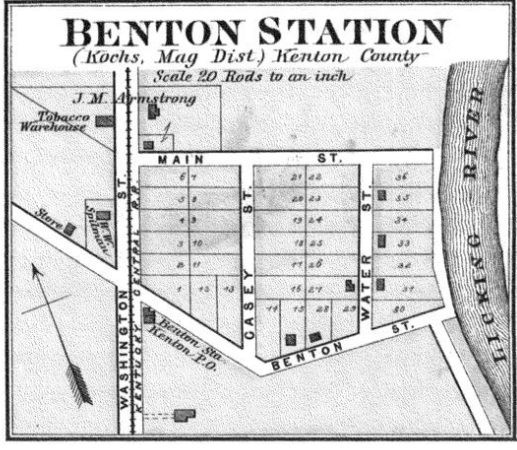 BENTON STATION
(Kochs, Mag Dist.) Kenton County
Scale 20 Rods to an inch
J. M. Armstrong
Tobacco
Warehouse
MAIN ST.
WASHINGTON ST.
KENTUCKY CENTRAL R.R.
CASEY ST.
WATER ST.
BENTON ST.
LICKING RIVER
Store
W.W.
Spilman
Benton Sta.
Kenton P.O.
6 7
5 8
4 9
3 10
2 11
1 12 13
21 22
20 23
19 24
18 25
17 26
16 27
14 15 28 29
36
35
34
33
32
31
30